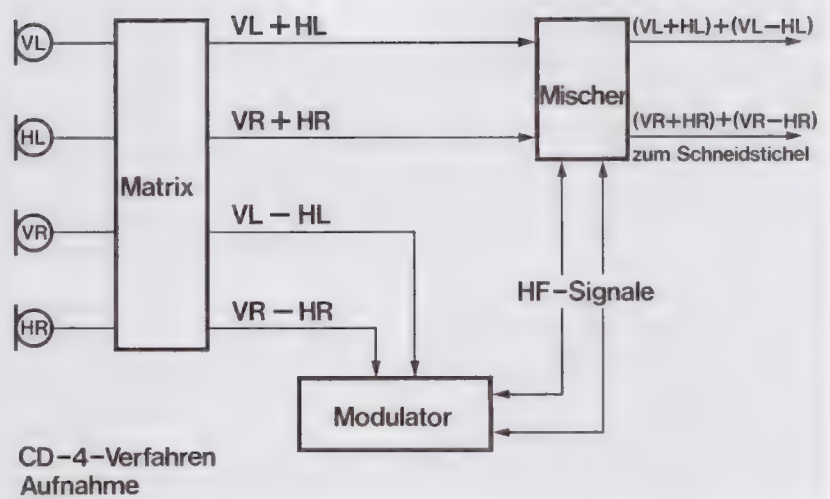 VL
HL
VR
HR
Matrix
VL + HL
VR + HR
VL – HL
VR – HR
Mischer
(VL+HL)+(VL–HL)
(VR+HR)+(VR–HR)
zum Schneidstichel
HF–Signale
Modulator
CD–4–Verfahren
Aufnahme